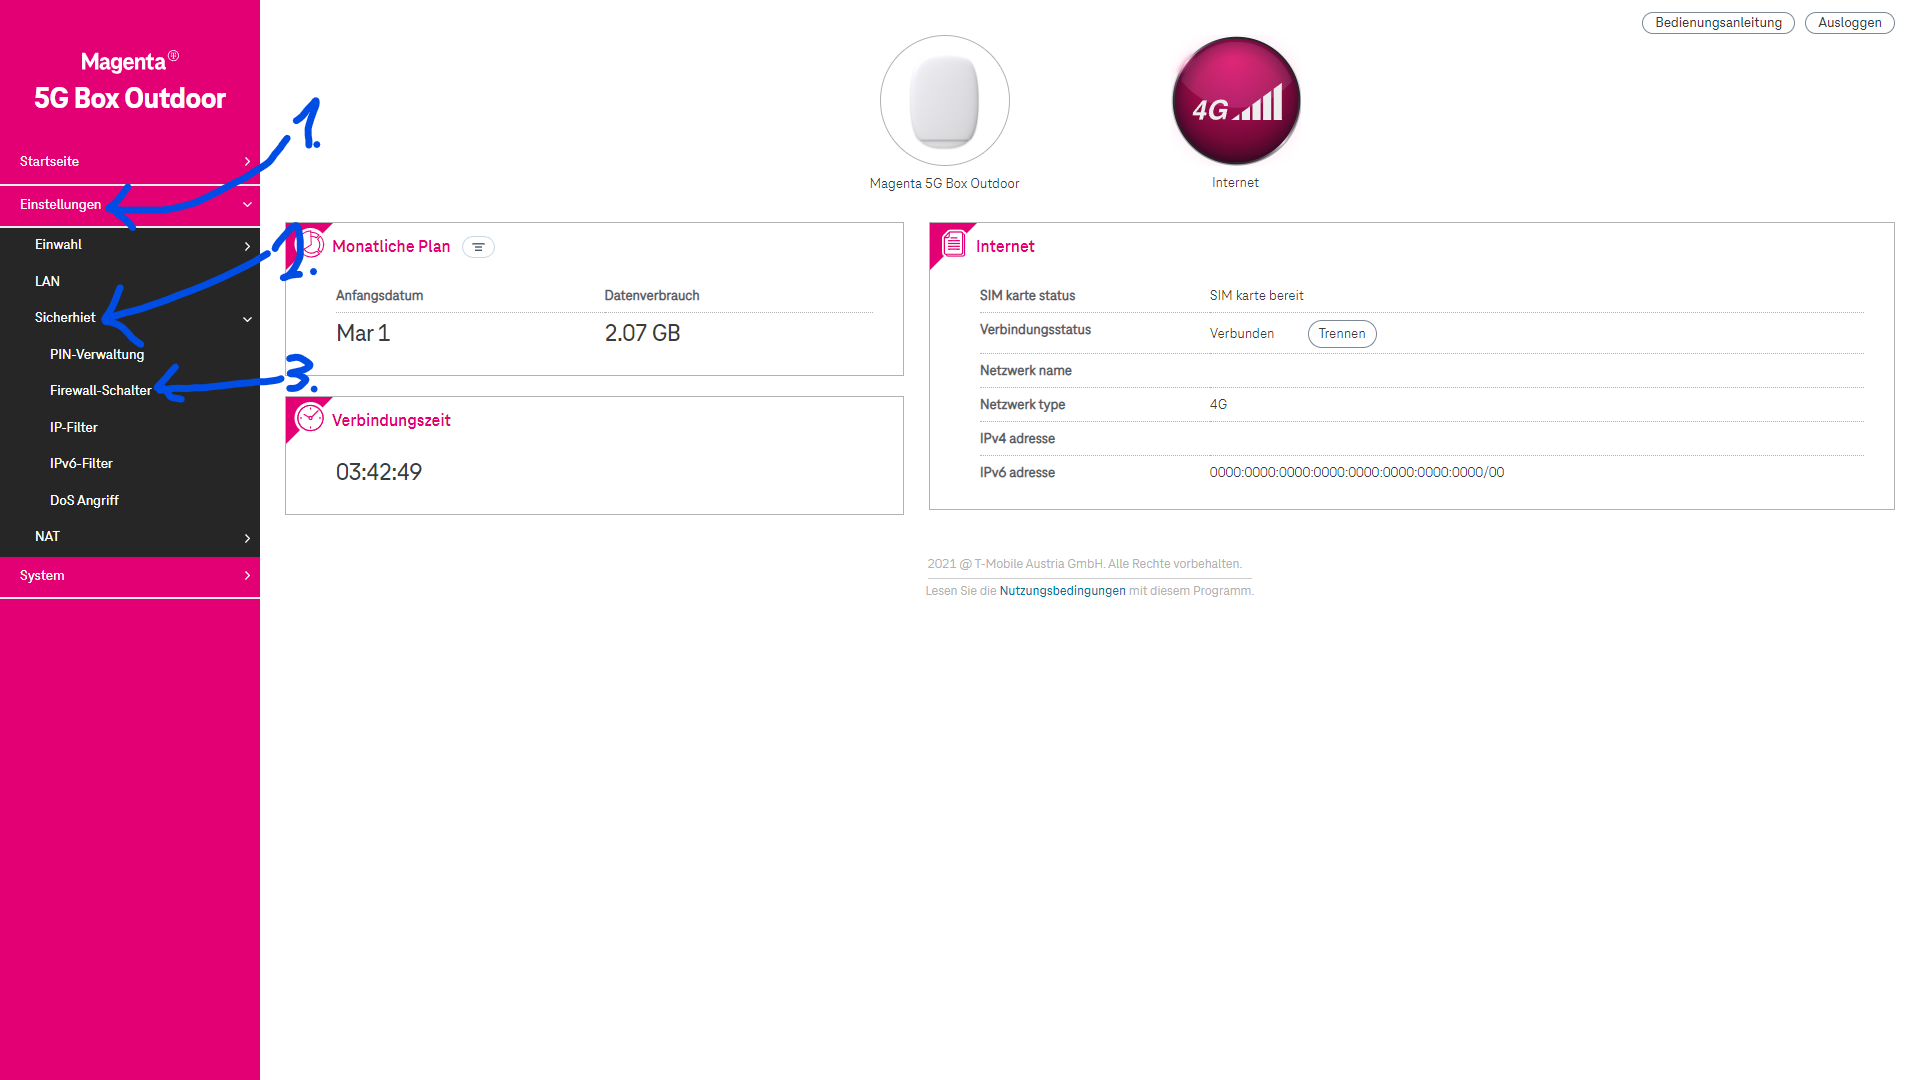 Bedienungsanleitung
Ausloggen
Magenta
5G Box Outdoor
1.
Startseite
Einstellungen
Einwahl
LAN
Sicherhiet
PIN-Verwaltung
Firewall-Schalter
IP-Filter
IPv6-Filter
DoS Angriff
NAT
System
2.
3.
Magenta 5G Box Outdoor
4G
Internet
Monatliche Plan
Anfangsdatum Datenverbrauch
Mar 1 2.07 GB
Verbindungszeit
03:42:49
Internet
SIM karte status SIM karte bereit
Verbindungsstatus Verbunden Trennen
Netzwerk name
Netzwerk type 4G
IPv4 adresse
IPv6 adresse 0000:0000:0000:0000:0000:0000:0000:0000/00
2021 @ T-Mobile Austria GmbH. Alle Rechte vorbehalten.
Lesen Sie die Nutzungsbedingungen mit diesem Programm.